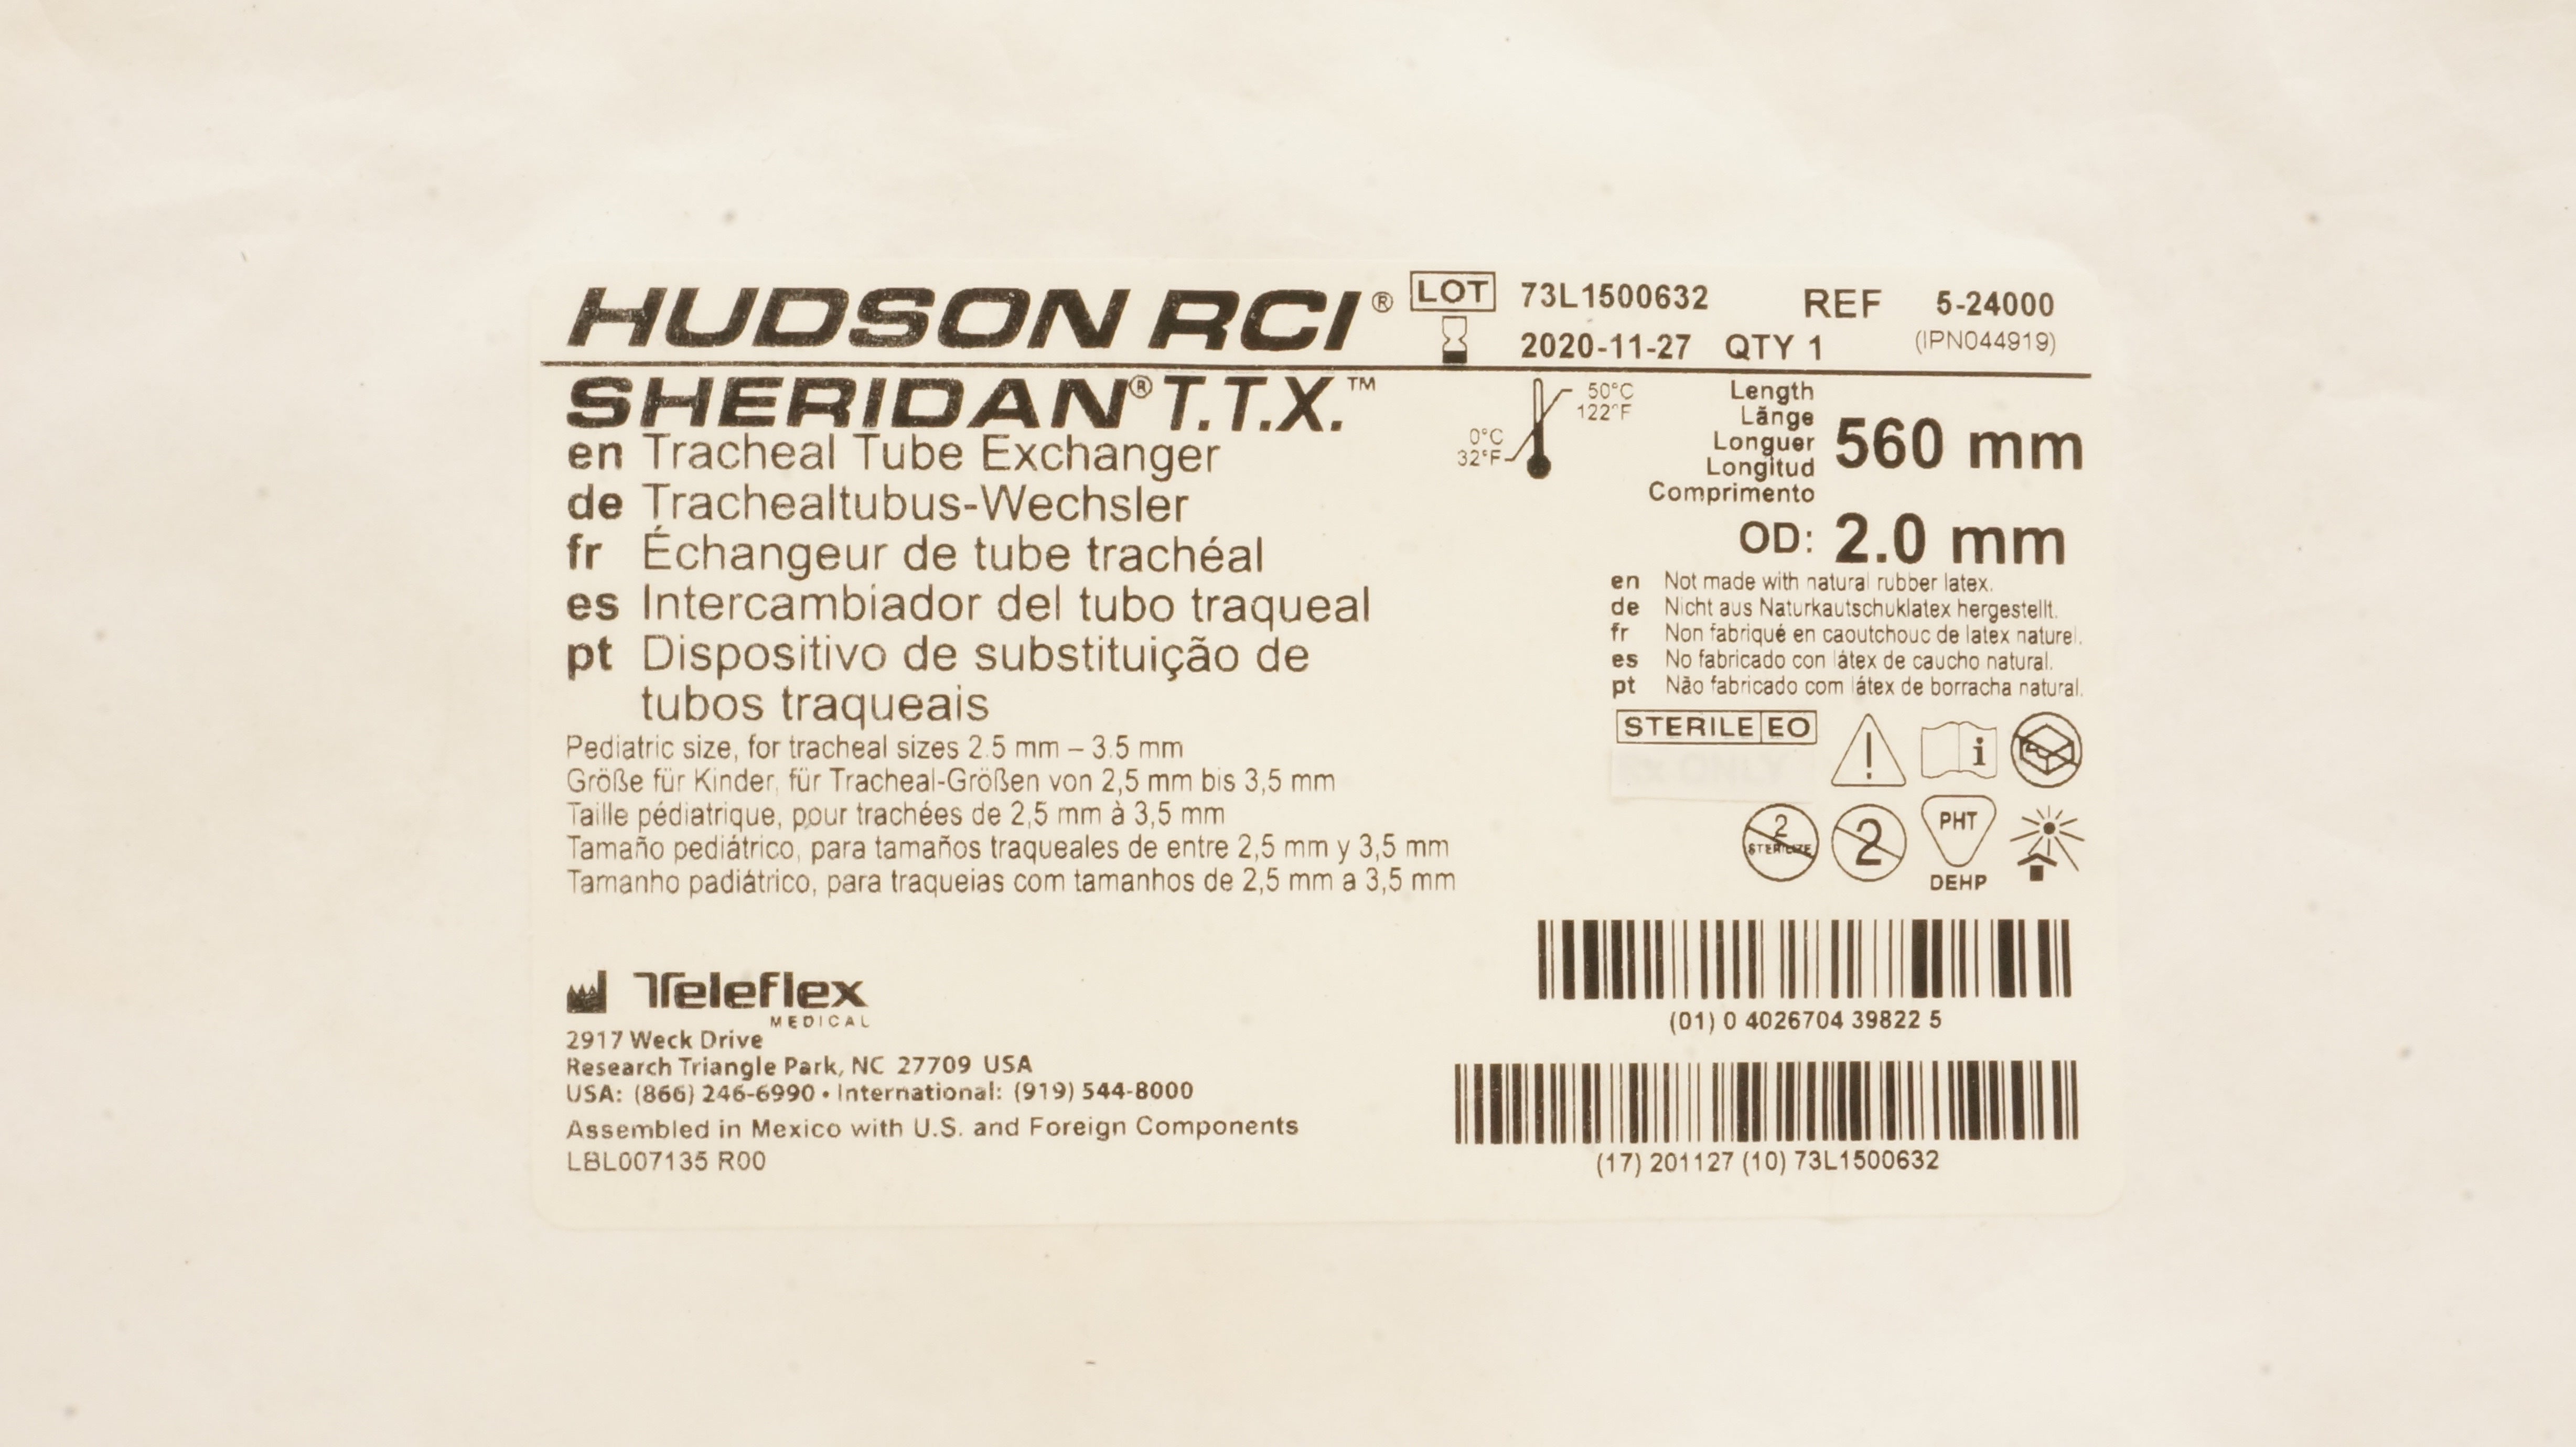 HUDSON RCI®
LOT 73L1500632 REF 5-24000
2020-11-27 QTY 1 (IPN044919)
SHERIDAN® T.T.X.™
en Tracheal Tube Exchanger
de Trachealtubus-Wechsler
fr Échangeur de tube trachéal
es Intercambiador del tubo traqueal
pt Dispositivo de substituição de
tubos traqueais
Pediatric size, for tracheal sizes 2.5 mm – 3.5 mm
Größe für Kinder, für Tracheal-Größen von 2,5 mm bis 3,5 mm
Taille pédiatrique, pour trachées de 2,5 mm à 3,5 mm
Tamaño pediátrico, para tamaños traqueales de entre 2,5 mm y 3,5 mm
Tamanho padiátrico, para traqueias com tamanhos de 2,5 mm a 3,5 mm
50°C
122°F
0°C
32°F
Length
Länge
Longuer
Longitud
Comprimento
560 mm
OD: 2.0 mm
en Not made with natural rubber latex.
de Nicht aus Naturkautschuklatex hergestellt.
fr Non fabriqué en caoutchouc de latex naturel.
es No fabricado con látex de caucho natural.
pt Não fabricado com látex de borracha natural.
STERILE EO
RX ONLY
2
STERILIZE
2
PHT
DEHP
Teleflex
MEDICAL
2917 Weck Drive
Research Triangle Park, NC 27709 USA
USA: (866) 246-6990 • International: (919) 544-8000
Assembled in Mexico with U.S. and Foreign Components
LBL007135 R00
(01) 0 4026704 39822 5
(17) 201127 (10) 73L1500632